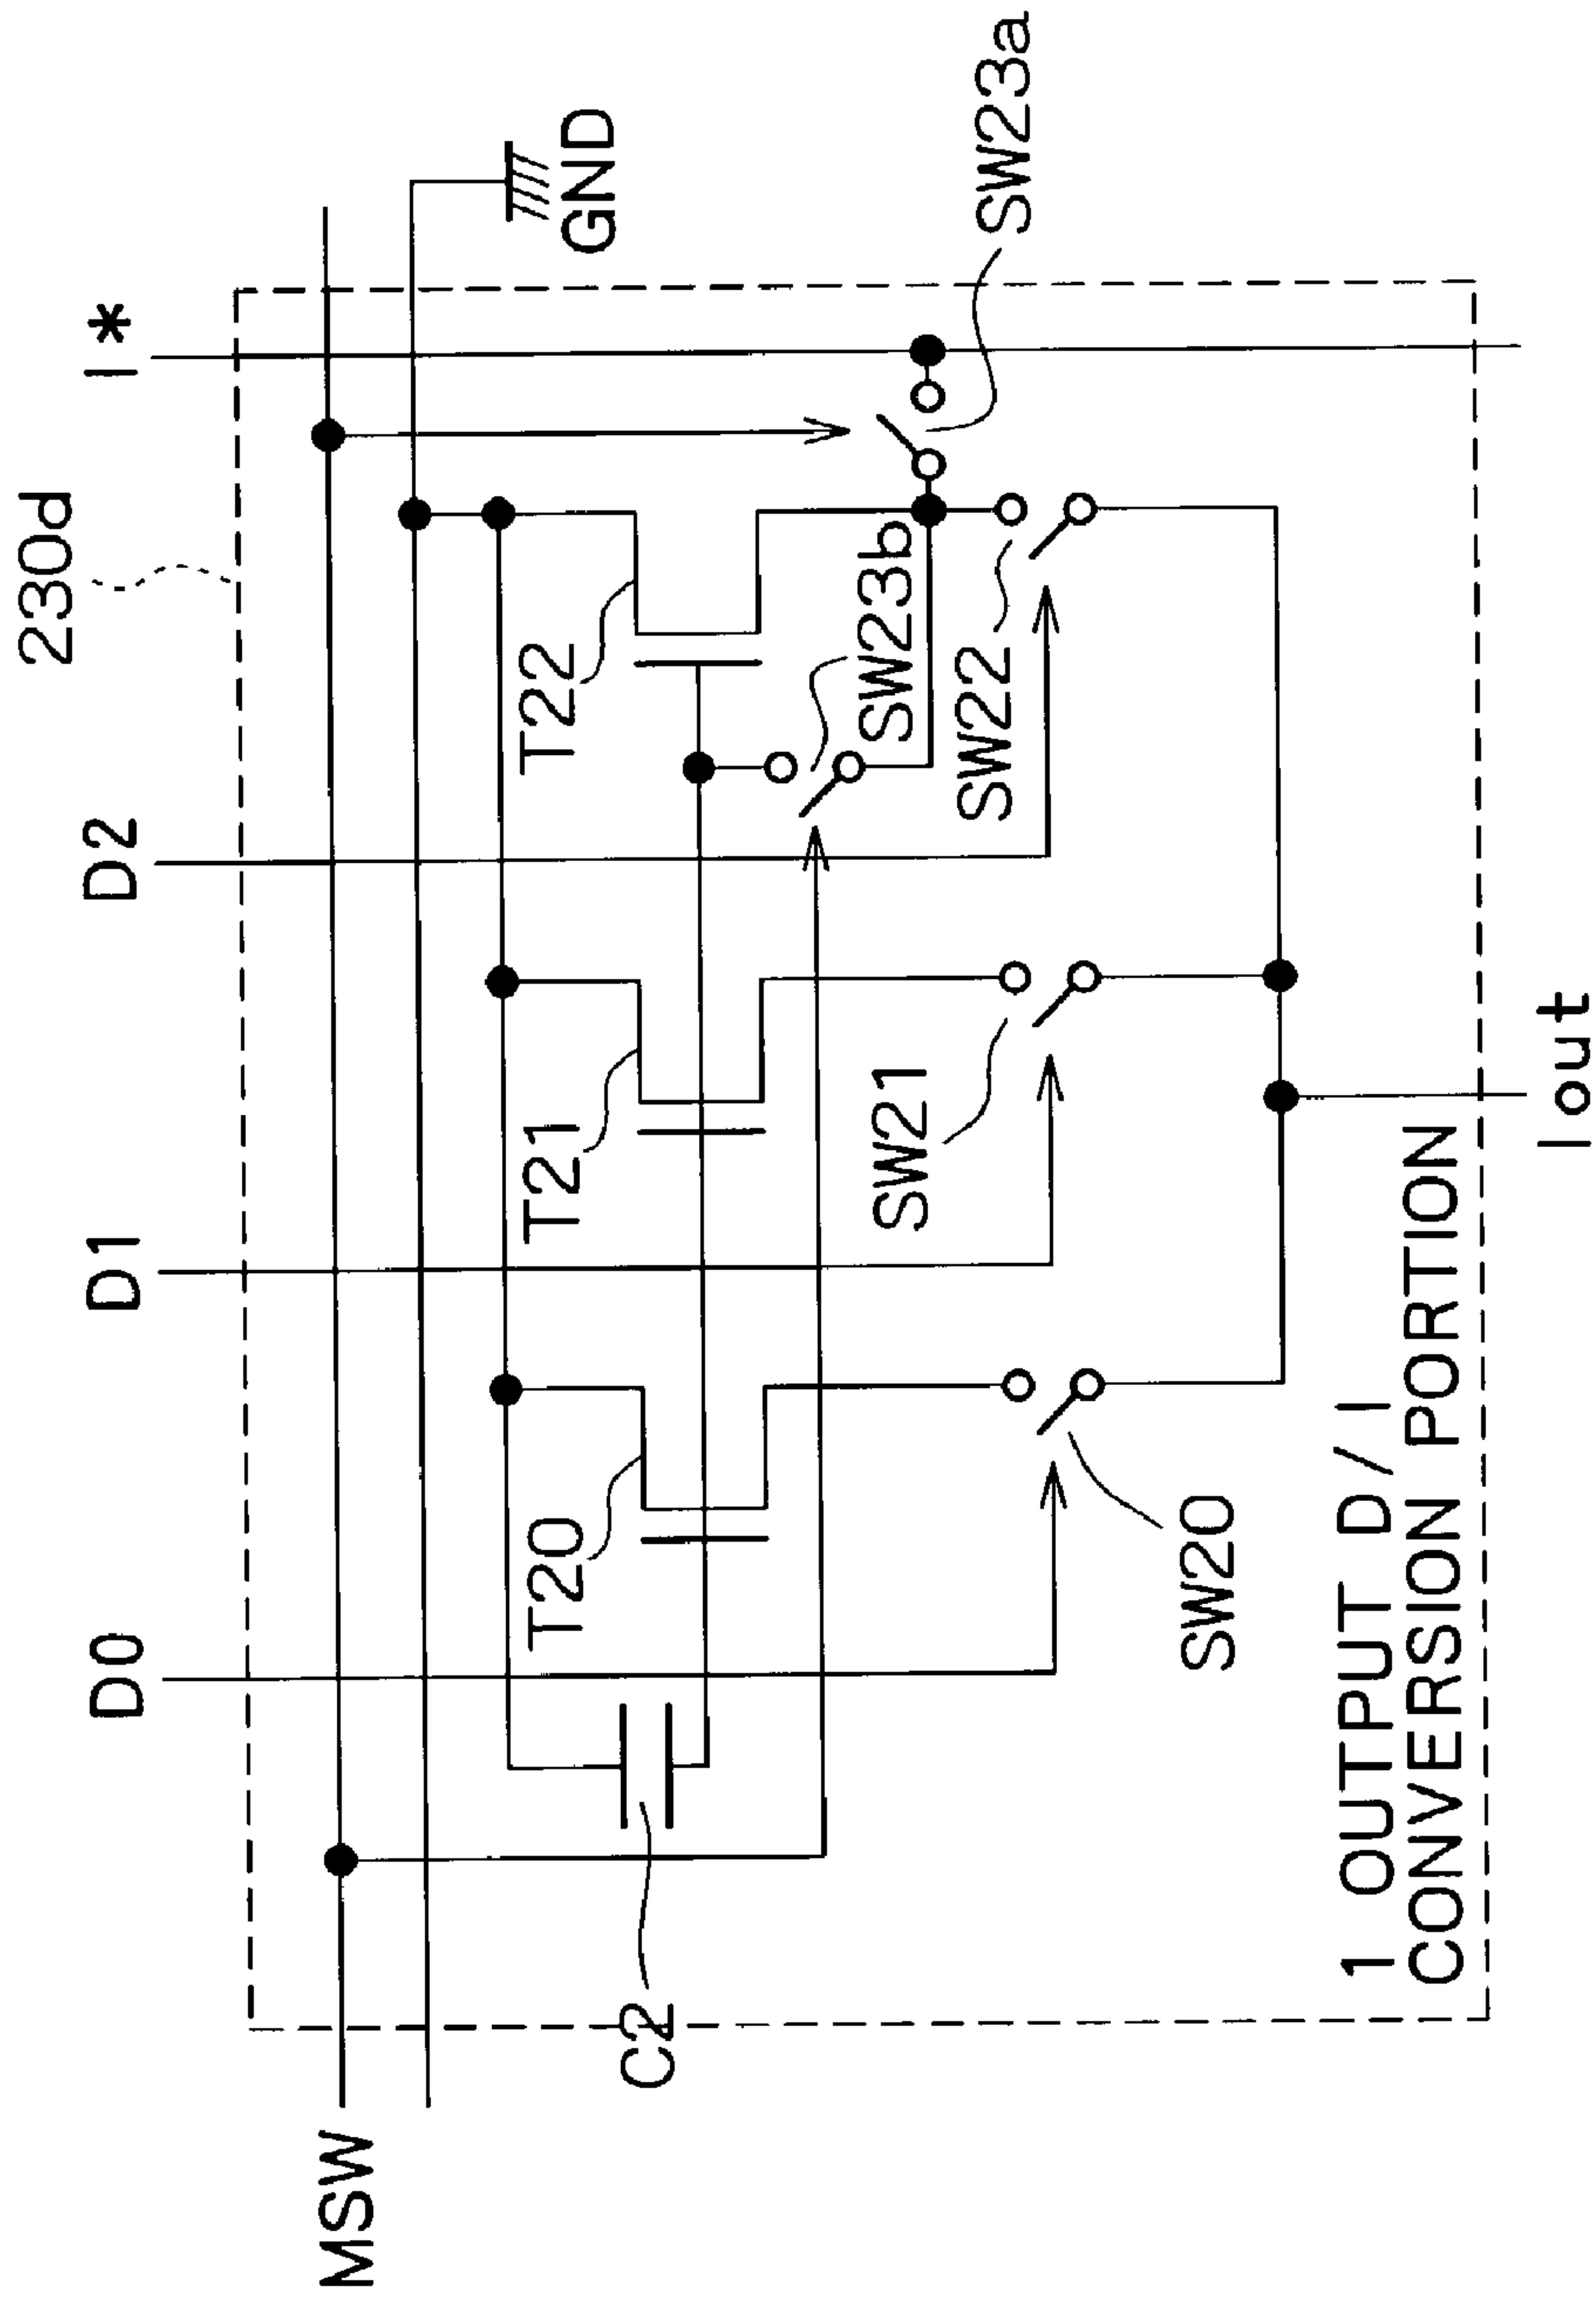 230d
D0
D1
D2
I*
MSW
GND
C2
T20
T21
T22
SW23b
SW23a
SW20
SW21
SW22
1 OUTPUT D/I
CONVERSION PORTION
Iout